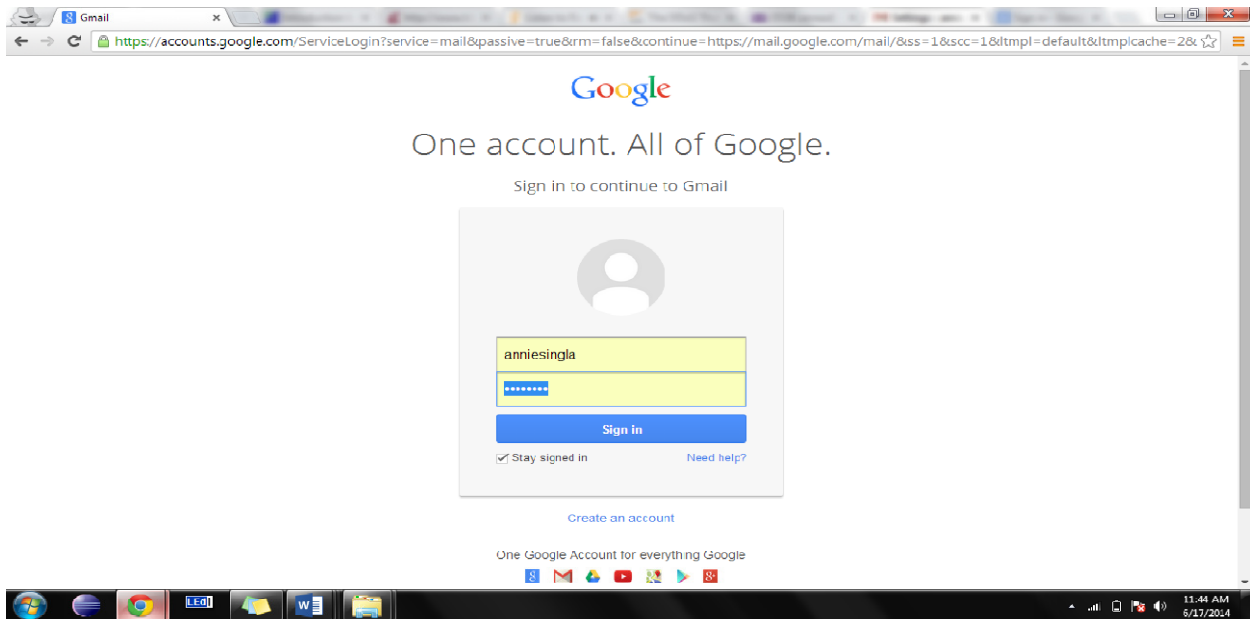 Gmail
https://accounts.google.com/ServiceLogin?service=mail&passive=true&rm=false&continue=https://mail.google.com/mail/&ss=1&scc=1&ltmpl=default&ltmplcache=2&
Google
One account. All of Google.
Sign in to continue to Gmail
anniesingla
••••••••
Sign in
Stay signed in
Need help?
Create an account
One Google Account for everything Google
11:44 AM
6/17/2014